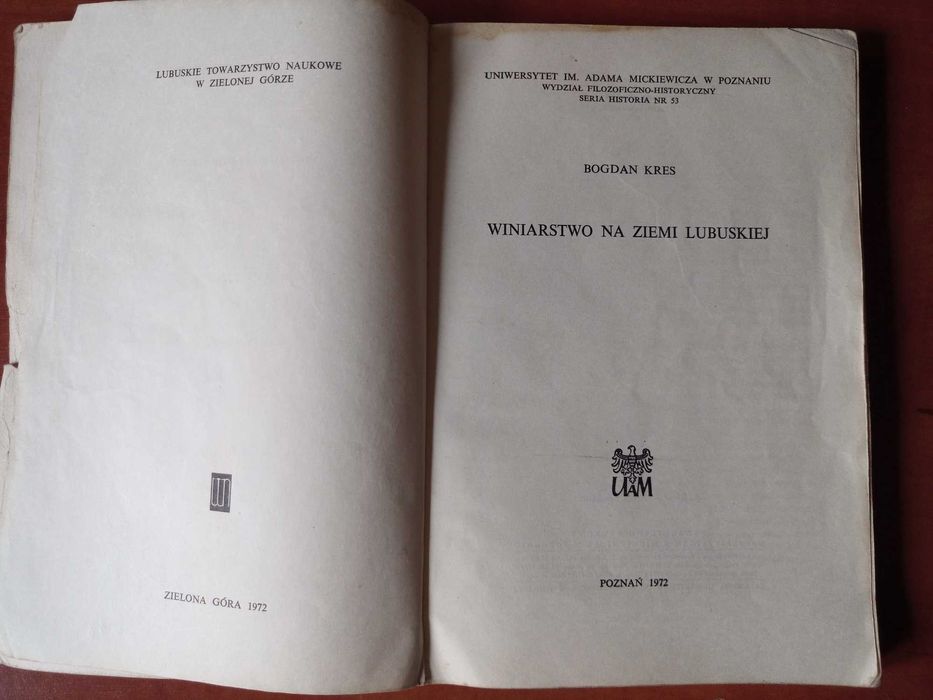 LUBUSKIE TOWARZYSTWO NAUKOWE
W ZIELONEJ GÓRZE
ZIELONA GÓRA 1972
UNIWERSYTET IM. ADAMA MICKIEWICZA W POZNANIU
WYDZIAŁ FILOZOFICZNO-HISTORYCZNY
SERIA HISTORIA NR 53
BOGDAN KRES
WINIARSTWO NA ZIEMI LUBUSKIEJ
UAM
POZNAŃ 1972